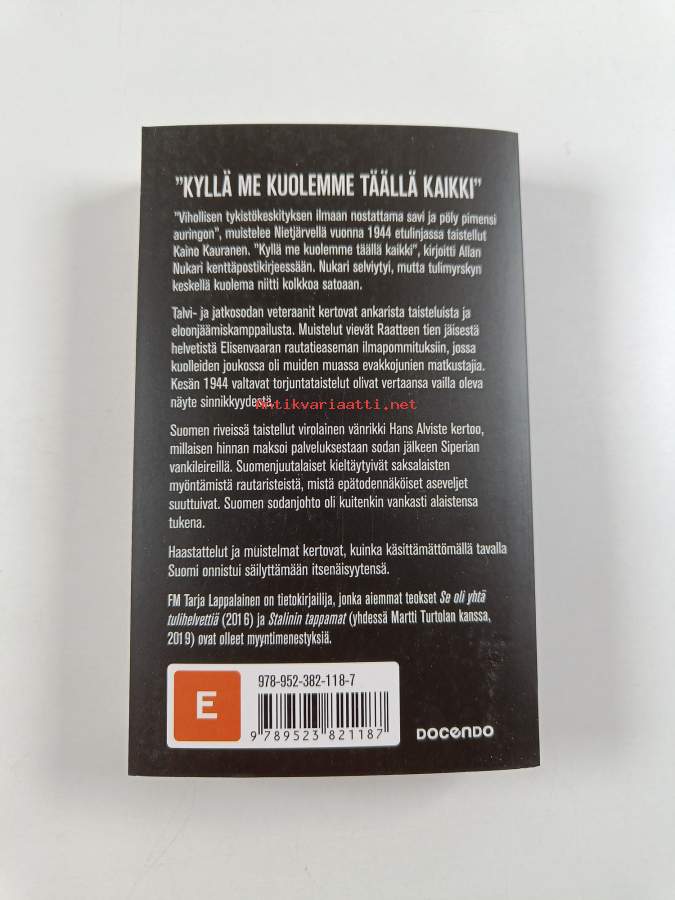 "KYLLÄ ME KUOLEMME TÄÄLLÄ KAIKKI"
"Vihollisen tykistökeskityksen ilmaan nostattama savi ja pöly pimensi
auringon", muistelee Nietjärvellä vuonna 1944 etulinjassa taistellut
Kaino Kauranen. "Kyllä me kuolemme täällä kaikki", kirjoitti Allan
Nukari kenttäpostikirjeessään. Nukari selviytyi, mutta tulimyrskyn
keskellä kuolema niitti kolkkoa satoaan.
Talvi- ja jatkosodan veteraanit kertovat ankarista taisteluista ja
eloonjäämiskamppailusta. Muistelut vievät Raatteen tien jäisestä
helvetistä Elisenvaaran rautatieaseman ilmapommituksiin, jossa
kuolleiden joukossa oli muiden muassa evakkojunien matkustajia.
Kesän 1944 valtavat torjuntataistelut olivat vertaansa vailla oleva
näyte sinnikkyydestä.
Antikvariaatti.net
Suomen riveissä taistellut virolainen vänrikki Hans Alviste kertoo,
millaisen hinnan maksoi palveluksestaan sodan jälkeen Siperian
vankileireillä. Suomenjuutalaiset kieltäytyivät saksalaisten
myöntämistä rautaristeistä, mistä epätodennäköiset aseveljet
suuttuivat. Suomen sodanjohto oli kuitenkin vankasti alaistensa
tukena.
Haastattelut ja muistelmat kertovat, kuinka käsittämättömällä tavalla
Suomi onnistui säilyttämään itsenäisyytensä.
FM Tarja Lappalainen on tietokirjailija, jonka aiemmat teokset Se oli yhtä
tulihelvettiä (2016) ja Stalinin tappamat (yhdessä Martti Turtolan kanssa,
2019) ovat olleet myyntimenestyksiä.
E
978-952-382-118-7
9 789523 821187
DOCENDO